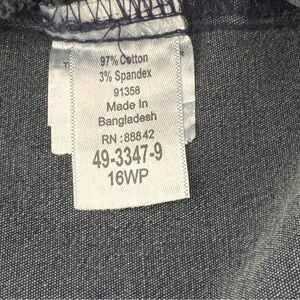 97% Cotton
3% Spandex
91358
Made In
Bangladesh
RN :88842
49-3347-9
16WP